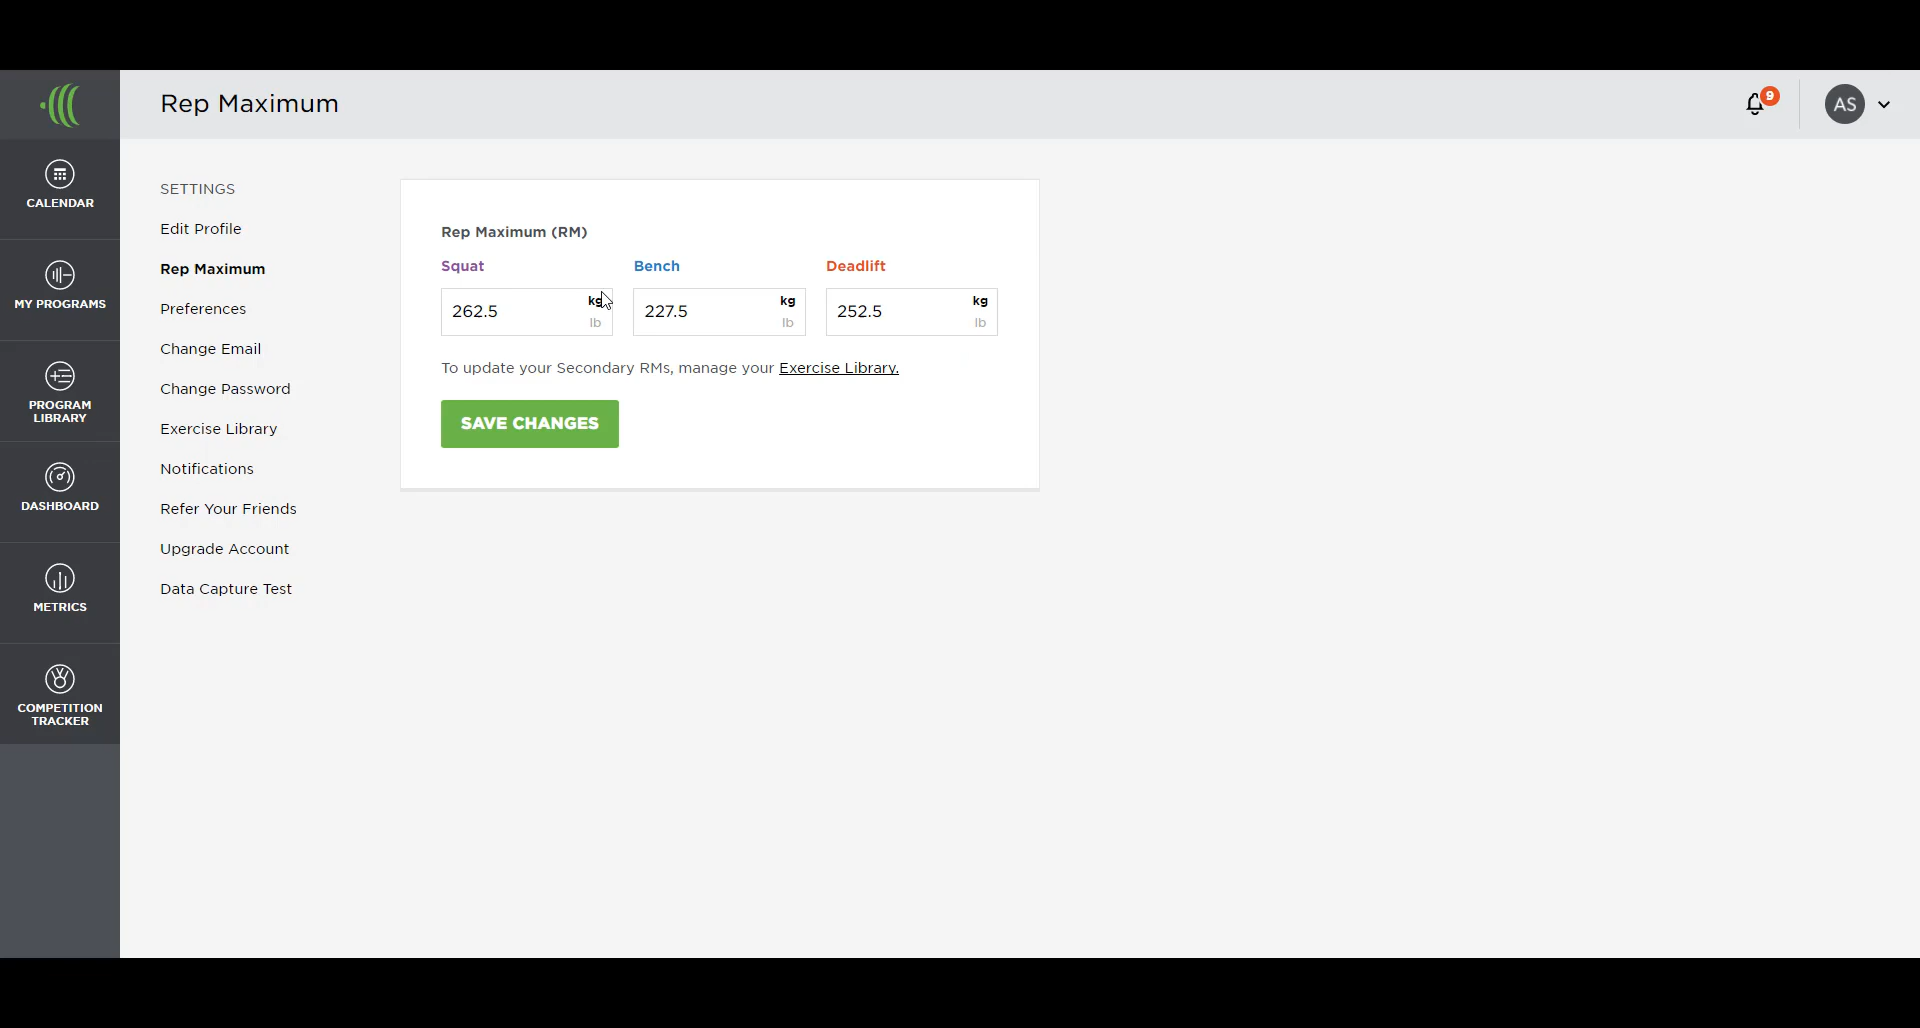 Rep Maximum
9
AS
CALENDAR
MY PROGRAMS
PROGRAM
LIBRARY
DASHBOARD
METRICS
COMPETITION
TRACKER
SETTINGS
Edit Profile
Rep Maximum
Preferences
Change Email
Change Password
Exercise Library
Notifications
Refer Your Friends
Upgrade Account
Data Capture Test
Rep Maximum (RM)
Squat Bench Deadlift
262.5 kg 227.5 kg 252.5 kg
lb lb lb
To update your Secondary RMs, manage your Exercise Library.
SAVE CHANGES